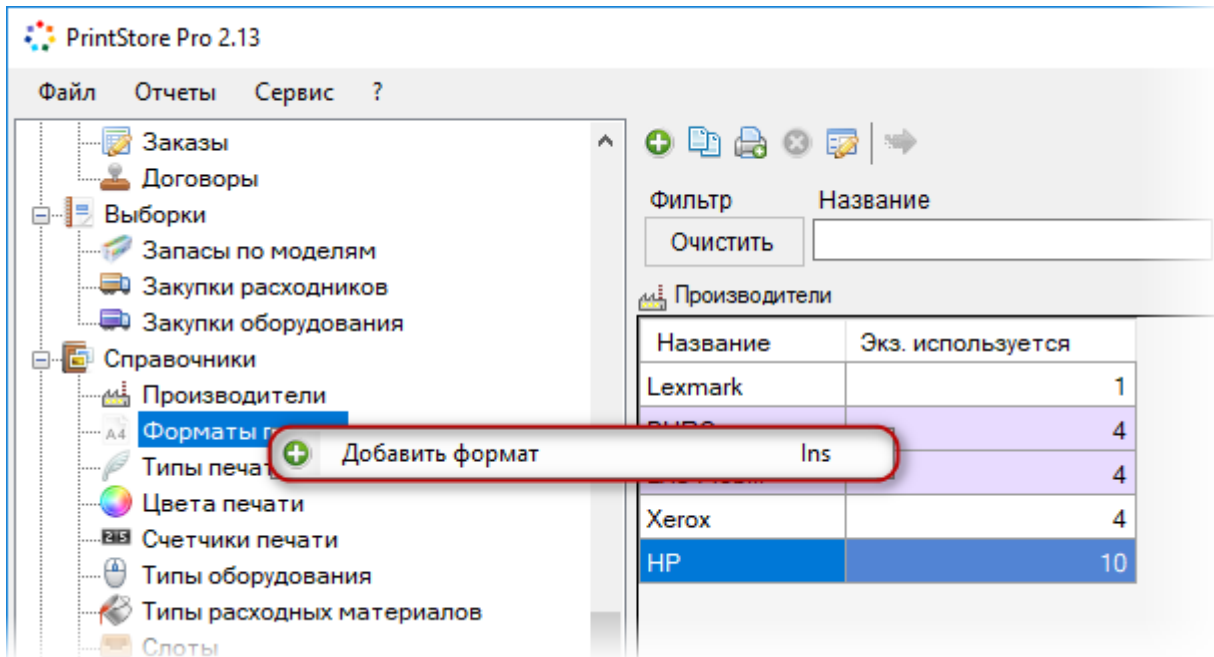 PrintStore Pro 2.13
Файл Отчеты Сервис ?
Заказы
Договоры
Выборки
Запасы по моделям
Закупки расходников
Закупки оборудования
Справочники
Производители
A4 Форматы
Типы
Цвета печати
25 Счетчики печати
Типы оборудования
Типы расходных материалов
Слоты
Добавить формат Ins
Фильтр Название
Очистить
Производители
Название Экз. используется
Lexmark 1
4
4
Xerox 4
HP 10